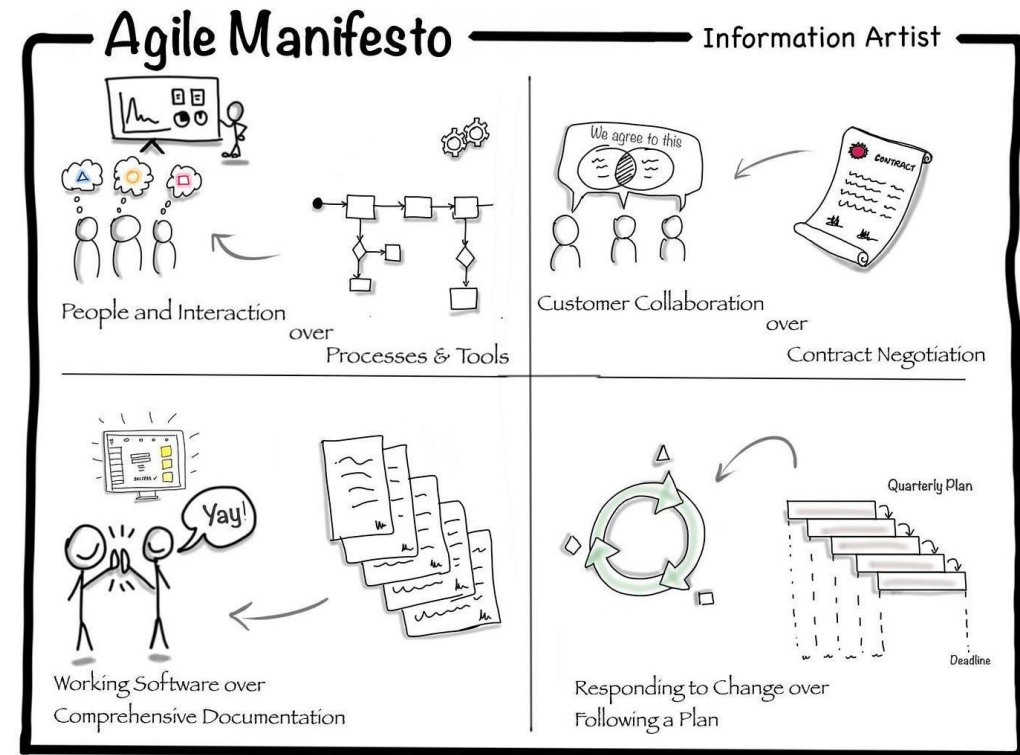 Agile Manifesto
Information Artist
People and Interaction
over
Processes & Tools
We agree to this
CONTRACT
Customer Collaboration
over
Contract Negotiation
SUCCESS ✓
Yay!
Working Software over
Comprehensive Documentation
Quarterly Plan
Deadline
Responding to Change over
Following a Plan